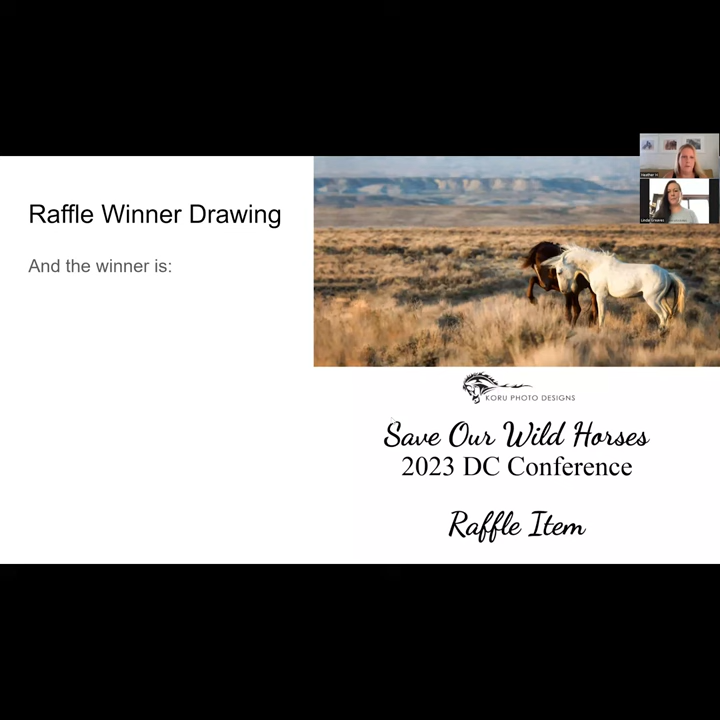 Raffle Winner Drawing
And the winner is:
Heather H
KORU PHOTO DESIGNS
Save Our Wild Horses
2023 DC Conference
Raffle Item